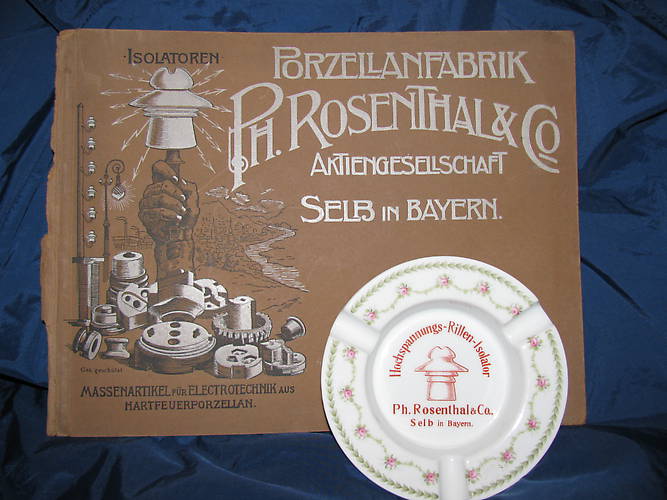 ·ISOLATOREN
PORZELLANFABRIK
PH. ROSENTHAL & CO
AKTIENGESELLSCHAFT
SELB IN BAYERN.
Ges. geschützt
MASSENARTIKEL FÜR ELECTROTECHNIK AUS
HARTFEUERPORZELLAN.
Hochspannungs-Rillen-Isolator
Ph. Rosenthal & Co.,
Selb in Bayern.